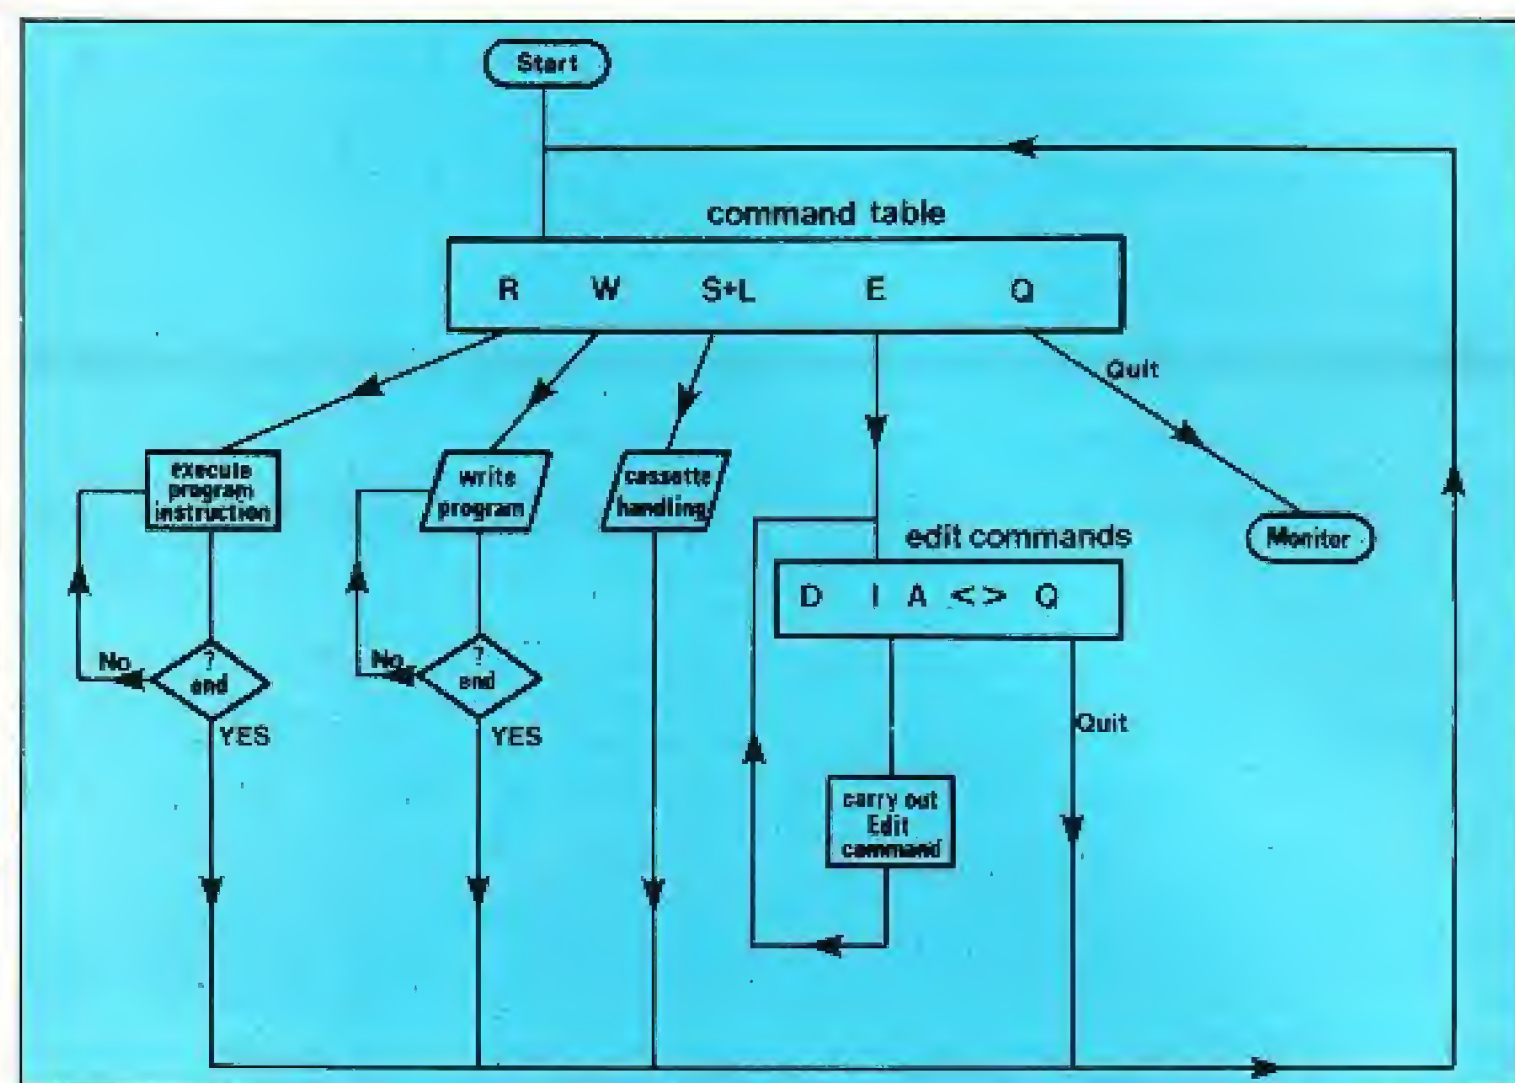 Start
command table
R W S+L E Q
Quit
execute
program
instruction
write
program
cassette
handling
edit commands
Monitor
D I A < > Q
No
?
end
YES
No
?
end
YES
Quit
carry out
Edit
command